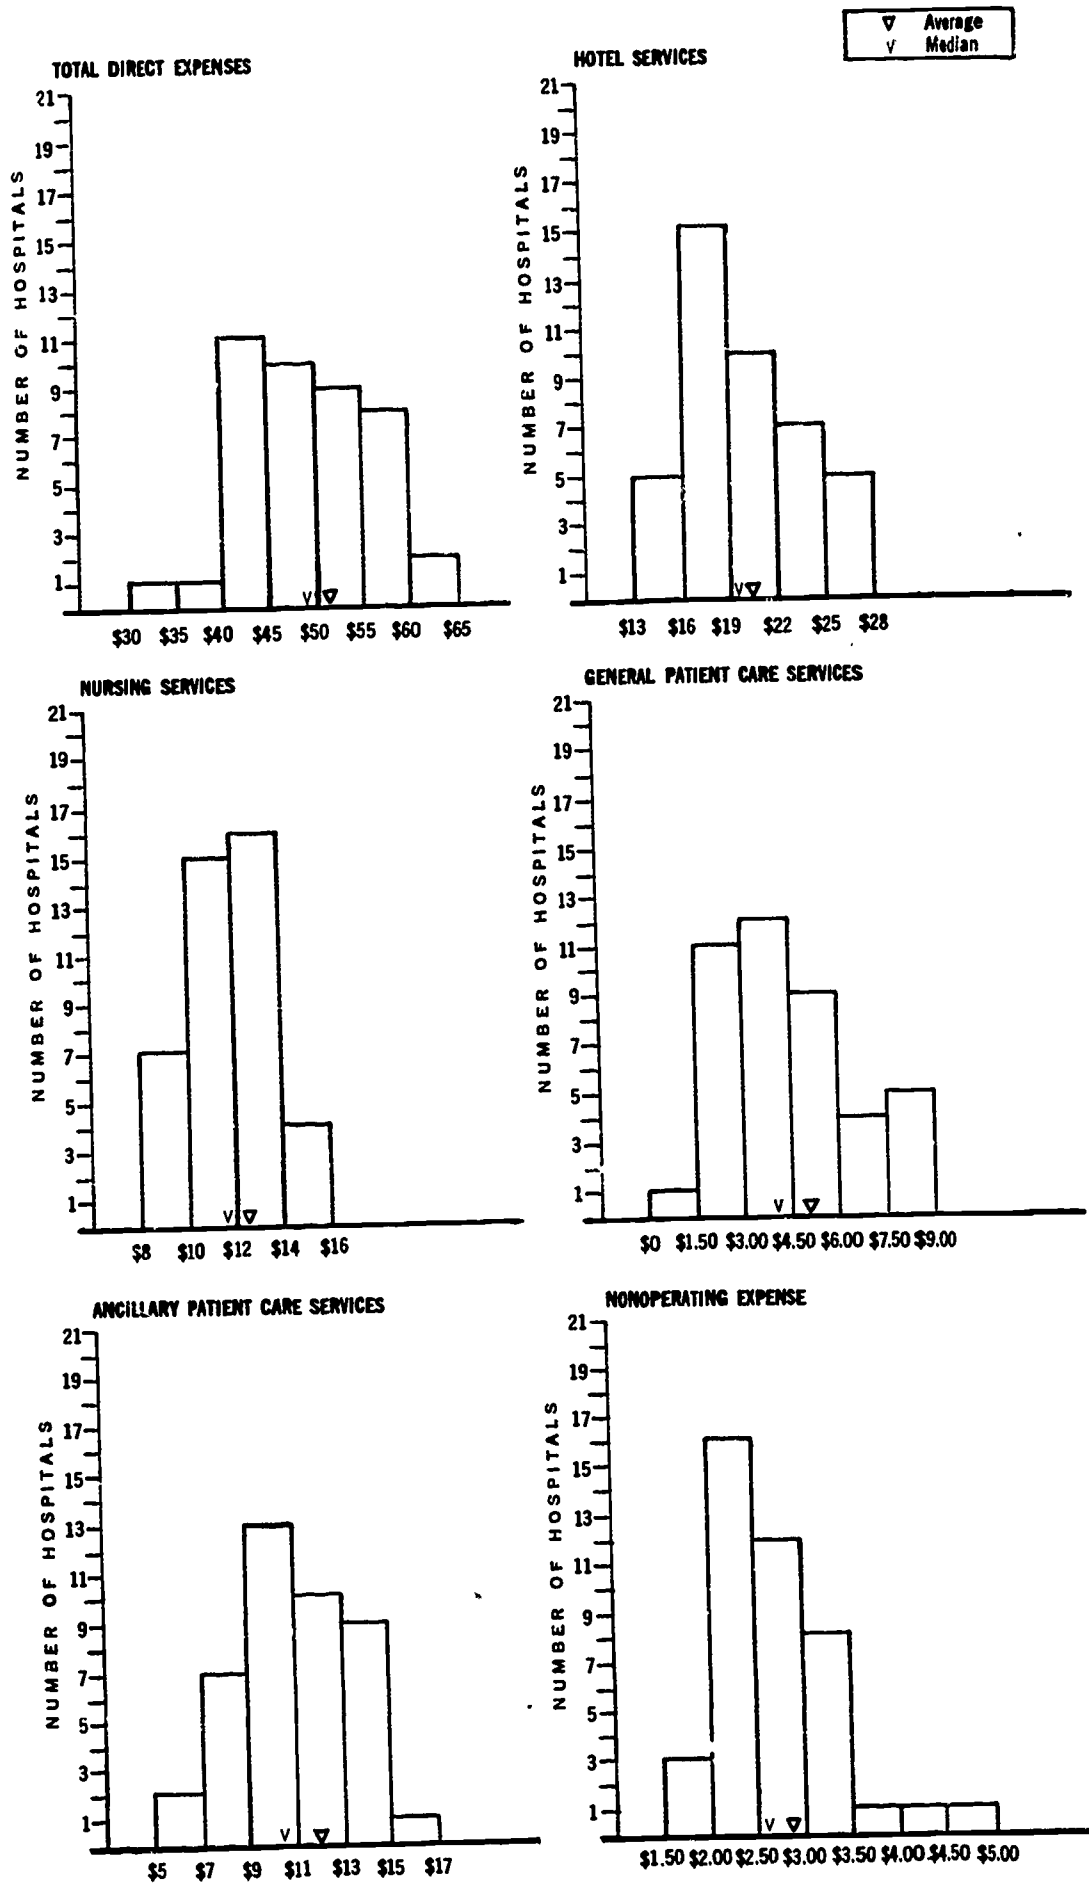 ▽ Average
V Median
TOTAL DIRECT EXPENSES
NUMBER OF HOSPITALS
21
19
17
15
13
11
9
7
5
3
1
V ▽
$30 $35 $40 $45 $50 $55 $60 $65
HOTEL SERVICES
NUMBER OF HOSPITALS
21
19
17
15
13
11
9
7
5
3
1
V ▽
$13 $16 $19 $22 $25 $28
NURSING SERVICES
NUMBER OF HOSPITALS
21
19
17
15
13
11
9
7
5
3
1
V ▽
$8 $10 $12 $14 $16
GENERAL PATIENT CARE SERVICES
NUMBER OF HOSPITALS
21
19
17
15
13
11
9
7
5
3
1
V ▽
$0 $1.50 $3.00 $4.50 $6.00 $7.50 $9.00
ANCILLARY PATIENT CARE SERVICES
NUMBER OF HOSPITALS
21
19
17
15
13
11
9
7
5
3
1
V ▽
$5 $7 $9 $11 $13 $15 $17
NONOPERATING EXPENSE
NUMBER OF HOSPITALS
21
19
17
15
13
11
9
7
5
3
1
V ▽
$1.50 $2.00 $2.50 $3.00 $3.50 $4.00 $4.50 $5.00